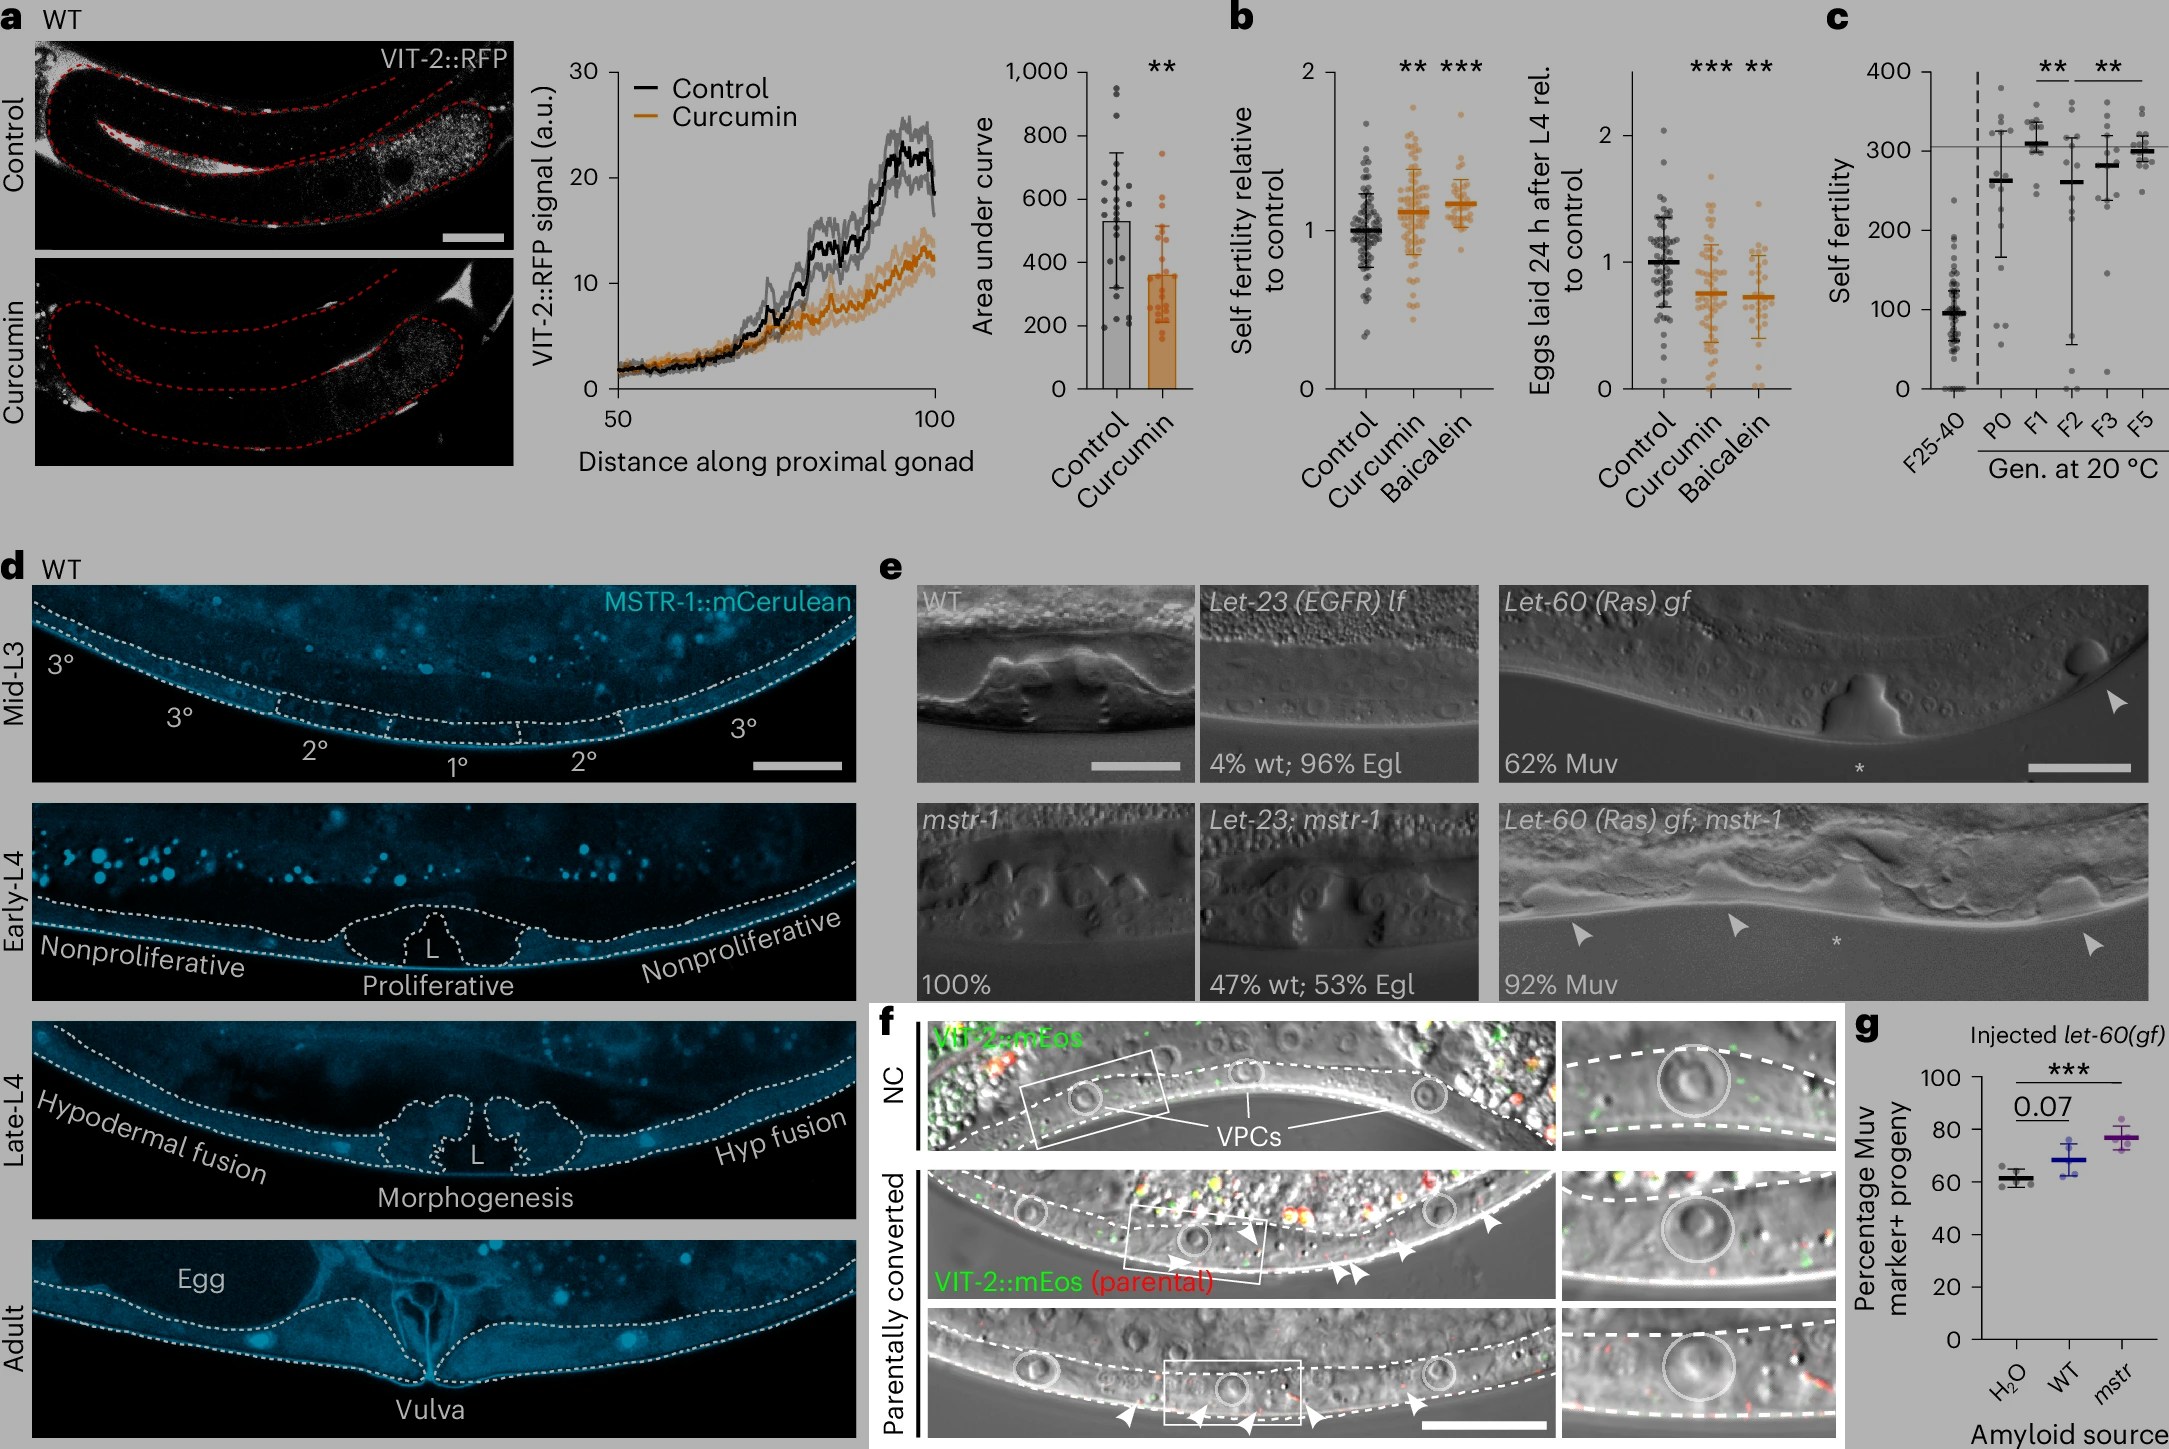 a WT
Control
VIT-2::RFP
Curcumin
VIT-2::RFP signal (a.u.)
30
20
10
0
Control
Curcumin
50 100
Distance along proximal gonad
Area under curve
1,000
800
600
400
200
0
**
Control
Curcumin
b
Self fertility relative
to control
2
1
0
** ***
Control
Curcumin
Baicalein
Eggs laid 24 h after L4 rel.
to control
2
1
0
*** **
Control
Curcumin
Baicalein
c
Self fertility
400
300
200
100
0
** **
F25-40
P0
F1
F2
F3
F5
Gen. at 20 °C
d WT
Mid-L3
MSTR-1::mCerulean
3°
3°
2°
1°
2°
3°
Early-L4
Nonproliferative
L
Proliferative
Nonproliferative
Late-L4
Hypodermal fusion
L
Morphogenesis
Hyp fusion
Adult
Egg
Vulva
e
WT
Let-23 (EGFR) lf
4% wt; 96% Egl
Let-60 (Ras) gf
62% Muv
*
mstr-1
100%
Let-23; mstr-1
47% wt; 53% Egl
Let-60 (Ras) gf; mstr-1
92% Muv
*
f
NC
VIT-2::mEos
VPCs
Parentally converted
VIT-2::mEos (parental)
g
Injected let-60(gf)
Percentage Muv
marker+ progeny
100
80
60
40
20
0
***
0.07
H2O
WT
mstr
Amyloid source